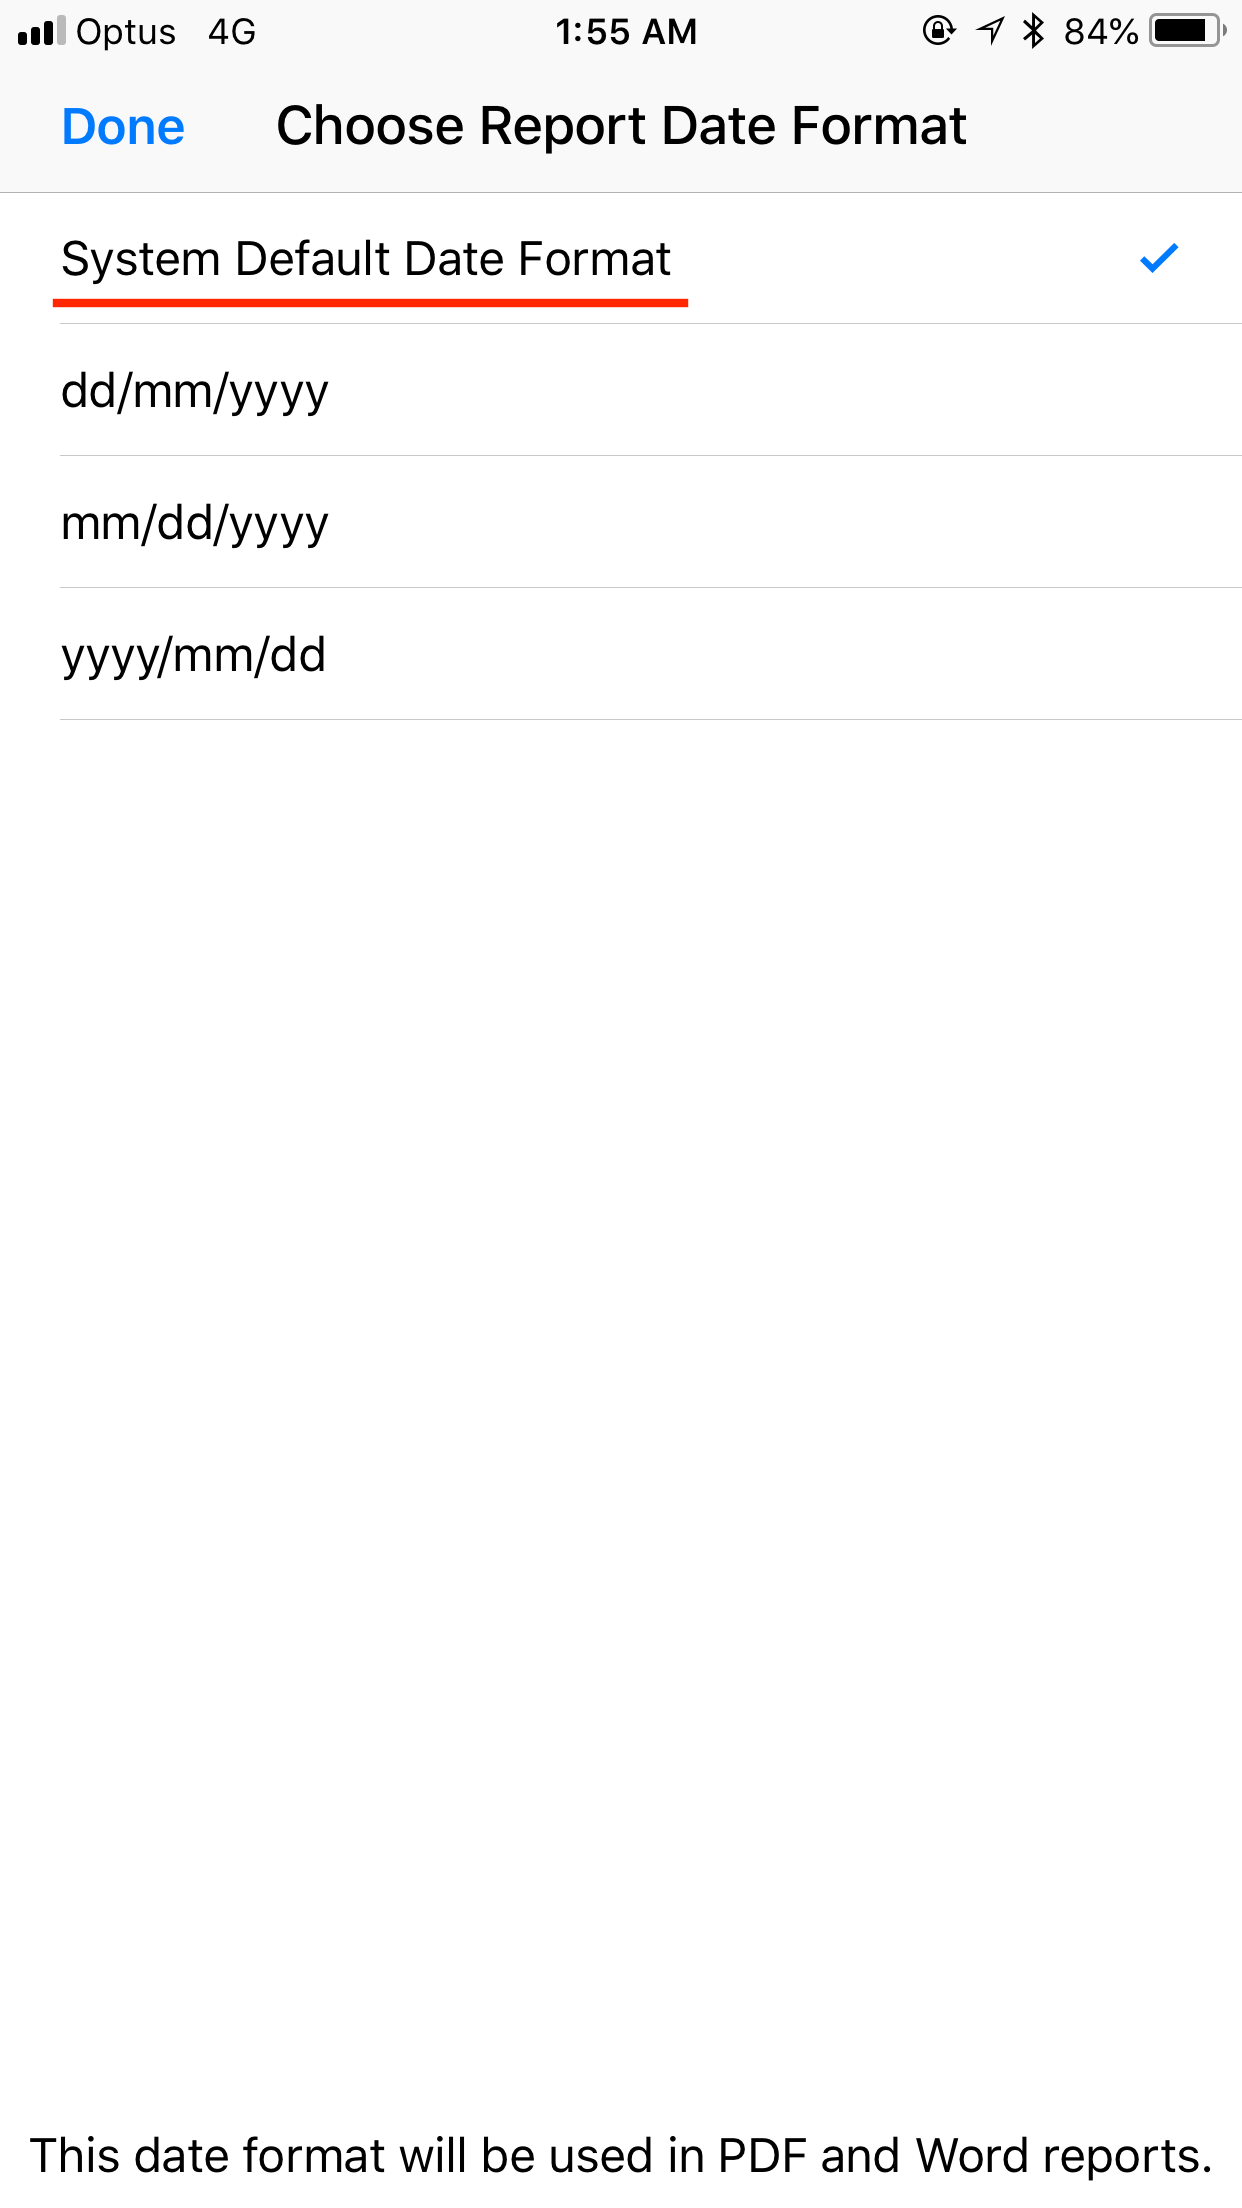 Optus 4G 1:55 AM 84%
Done Choose Report Date Format
System Default Date Format
dd/mm/yyyy
mm/dd/yyyy
yyyy/mm/dd
This date format will be used in PDF and Word reports.